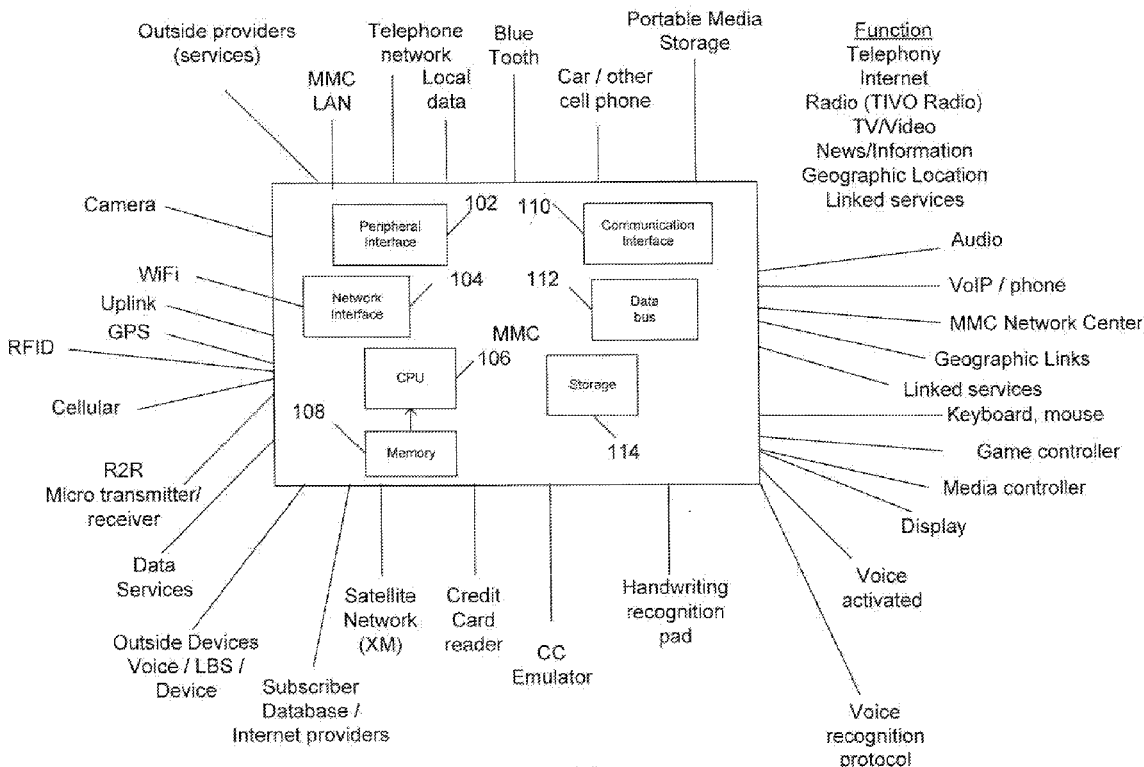 Outside providers
(services)
MMC
LAN
Telephone
network
Local
data
Blue
Tooth
Car / other
cell phone
Portable Media
Storage
Function
Telephony
Internet
Radio (TIVO Radio)
TV/Video
News/Information
Geographic Location
Linked services
Camera
WiFi
Uplink
GPS
RFID
Cellular
R2R
Micro transmitter/
receiver
Data
Services
Outside Devices
Voice / LBS /
Device
Subscriber
Database /
Internet providers
Satellite
Network
(XM)
Credit
Card
reader
CC
Emulator
Handwriting
recognition
pad
Voice
recognition
protocol
Voice
activated
Display
Media controller
Game controller
Keyboard, mouse
Linked services
Geographic Links
MMC Network Center
VoIP / phone
Audio
Peripheral
Interface
102
110
Communication
Interface
Network
Interface
104
112
Data
bus
MMC
CPU
106
Storage
108
Memory
114